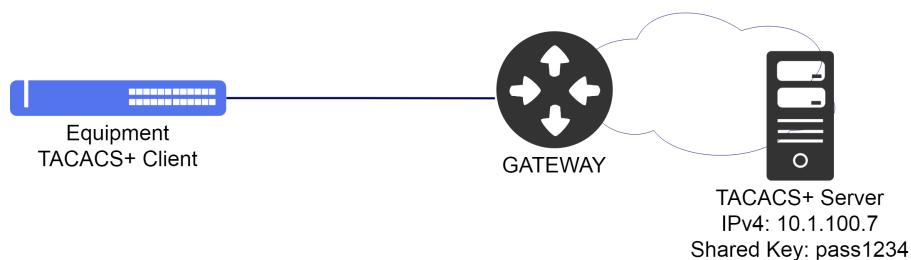 Equipment
TACACS+ Client
GATEWAY
TACACS+ Server
IPv4: 10.1.100.7
Shared Key: pass1234